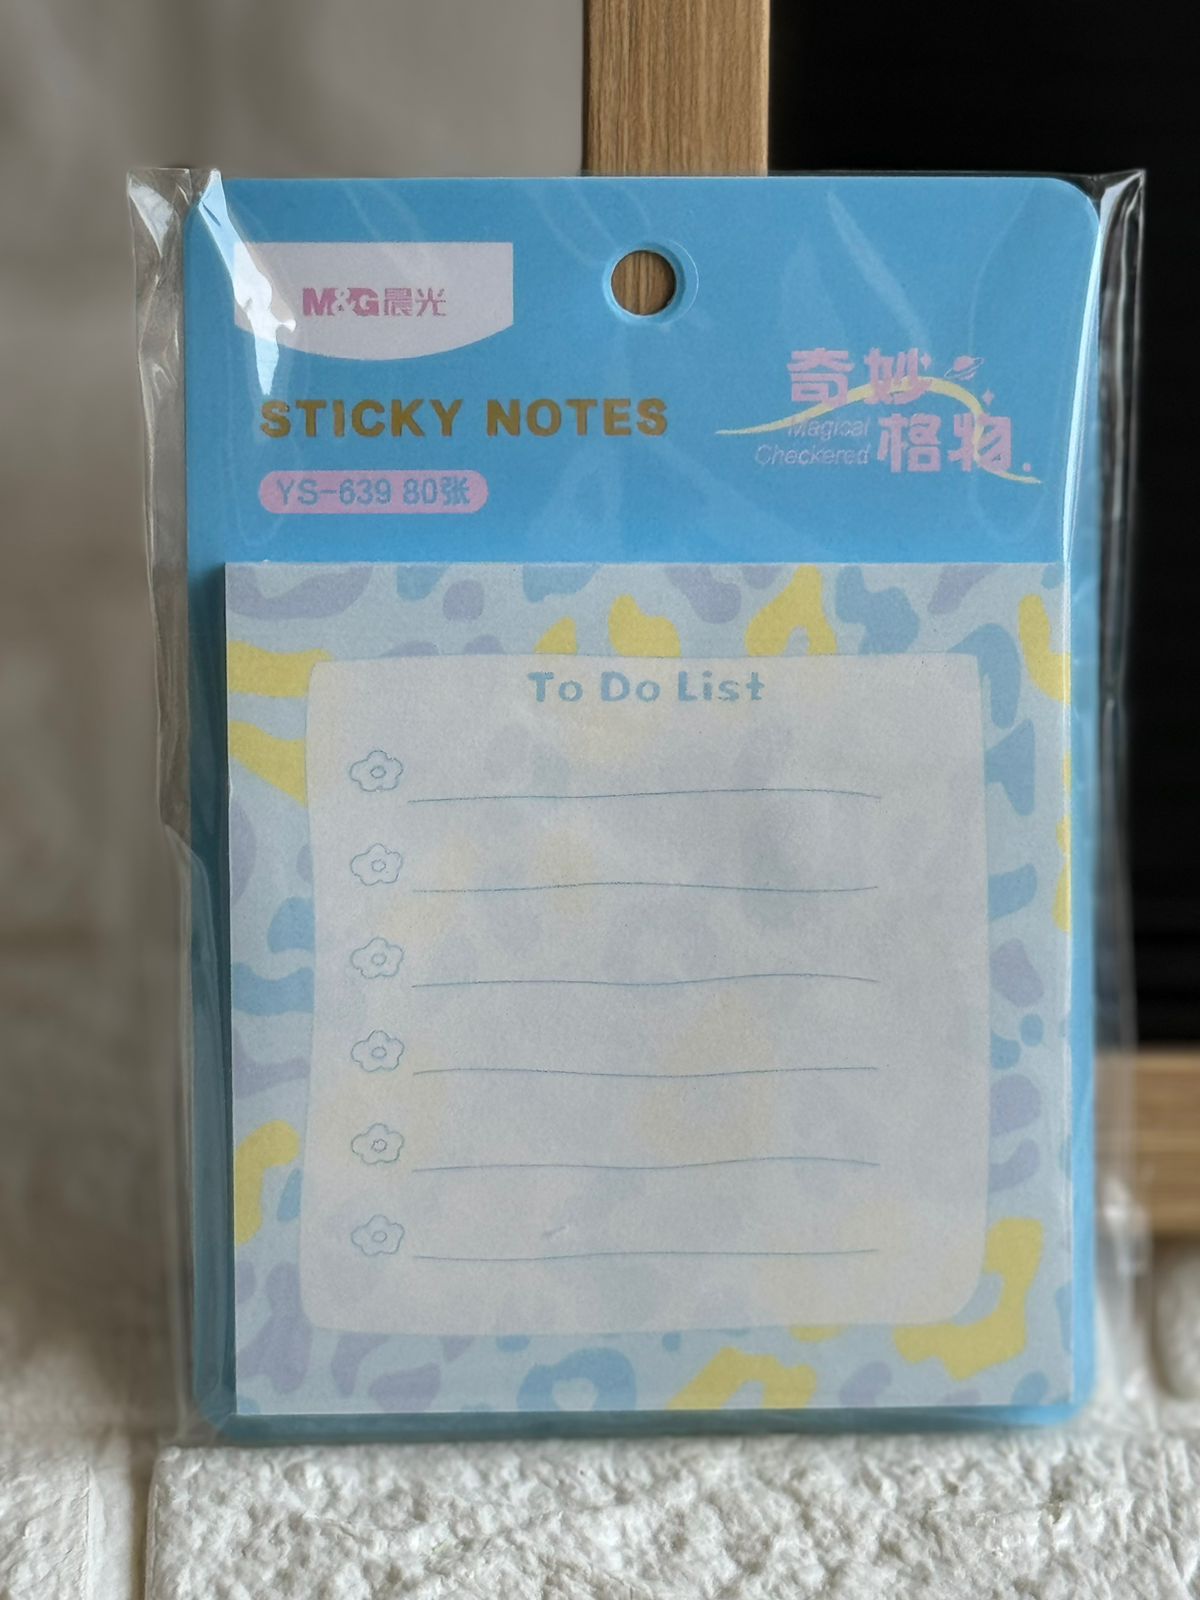 M&G晨光
STICKY NOTES
YS-639 80张
奇妙
Magical
Checkered
格物
To Do List